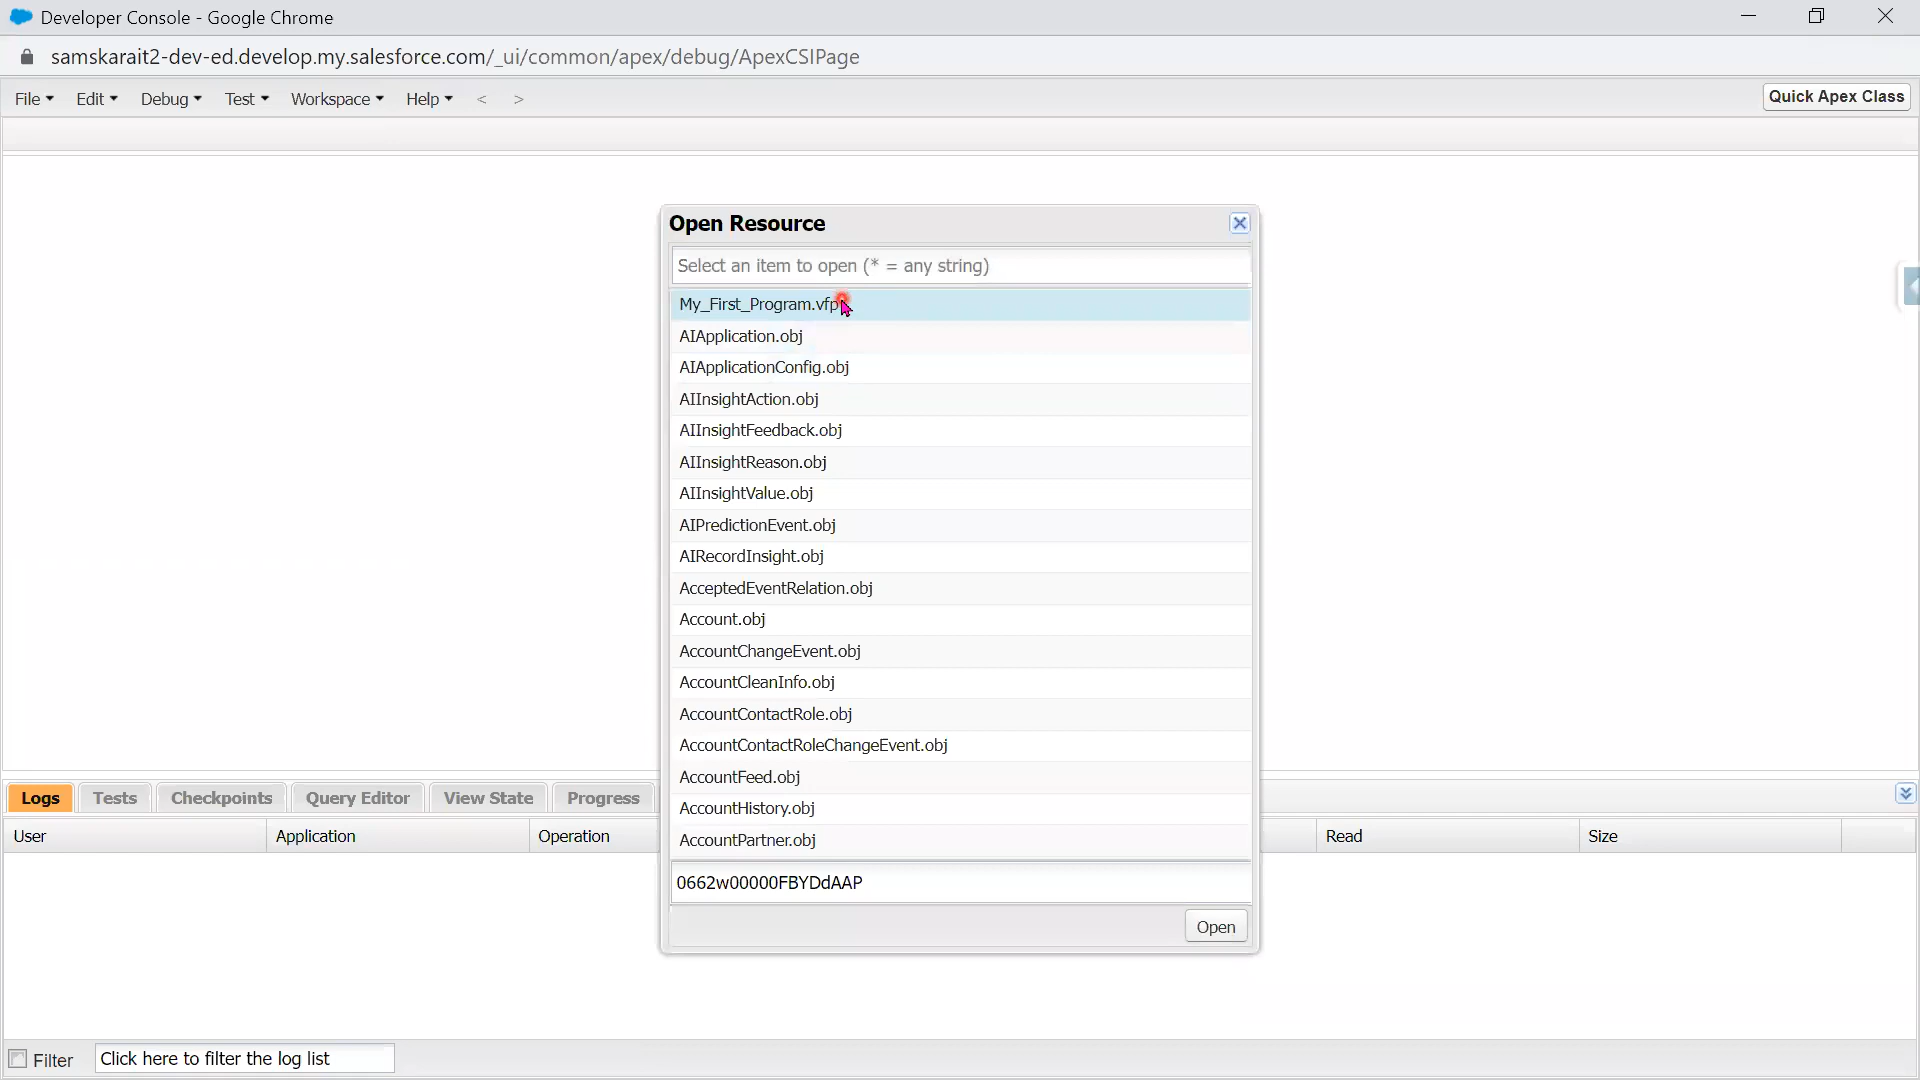 Developer Console - Google Chrome
samskarait2-dev-ed.develop.my.salesforce.com/_ui/common/apex/debug/ApexCSIPage
File Edit Debug Test Workspace Help < >
Quick Apex Class
Open Resource
Select an item to open (* = any string)
My_First_Program.vfp
AIApplication.obj
AIApplicationConfig.obj
AIInsightAction.obj
AIInsightFeedback.obj
AIInsightReason.obj
AIInsightValue.obj
AIPredictionEvent.obj
AIRecordInsight.obj
AcceptedEventRelation.obj
Account.obj
AccountChangeEvent.obj
AccountCleanInfo.obj
AccountContactRole.obj
AccountContactRoleChangeEvent.obj
AccountFeed.obj
AccountHistory.obj
AccountPartner.obj
0662w00000FBYDdAAP
Open
Logs Tests Checkpoints Query Editor View State Progress
User Application Operation Read Size
Filter Click here to filter the log list